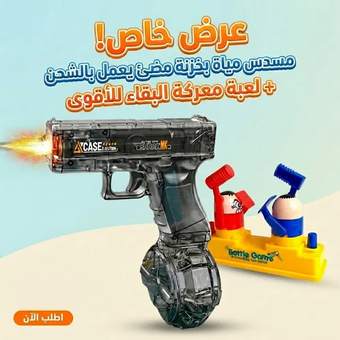 عرض خاص!
مسدس مياة بخزنة مضئ يعمل بالشحن
+ لعبة معركة البقاء للأقوى
CASE
Battle Game
اطلب الآن